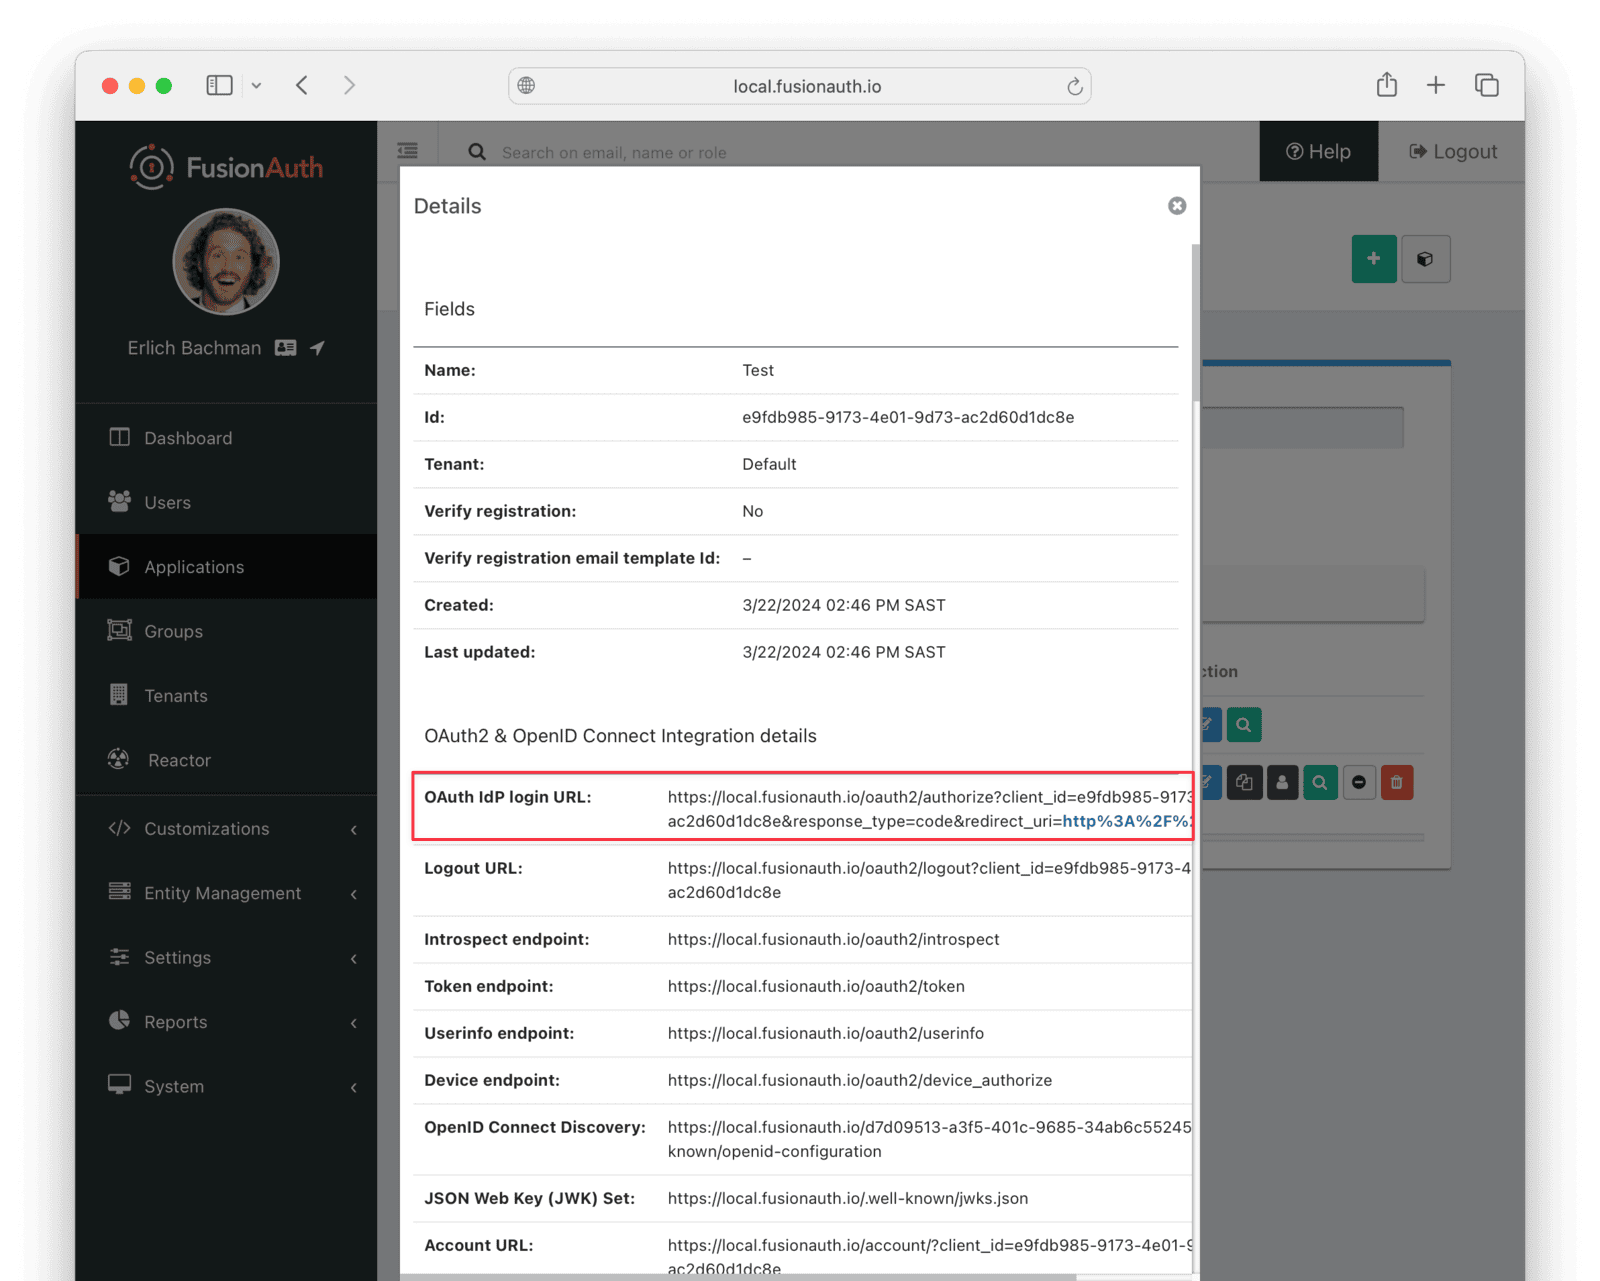 local.fusionauth.io
FusionAuth
Search on email, name or role
Help
Logout
Erlich Bachman
Dashboard
Users
Applications
Groups
Tenants
Reactor
Customizations
Entity Management
Settings
Reports
System
Details
Fields
Name: Test
Id: e9fdb985-9173-4e01-9d73-ac2d60d1dc8e
Tenant: Default
Verify registration: No
Verify registration email template Id: –
Created: 3/22/2024 02:46 PM SAST
Last updated: 3/22/2024 02:46 PM SAST
OAuth2 & OpenID Connect Integration details
OAuth IdP login URL: https://local.fusionauth.io/oauth2/authorize?client_id=e9fdb985-9173
ac2d60d1dc8e&response_type=code&redirect_uri=http%3A%2F%2
Logout URL: https://local.fusionauth.io/oauth2/logout?client_id=e9fdb985-9173-4
ac2d60d1dc8e
Introspect endpoint: https://local.fusionauth.io/oauth2/introspect
Token endpoint: https://local.fusionauth.io/oauth2/token
Userinfo endpoint: https://local.fusionauth.io/oauth2/userinfo
Device endpoint: https://local.fusionauth.io/oauth2/device_authorize
OpenID Connect Discovery: https://local.fusionauth.io/d7d09513-a3f5-401c-9685-34ab6c55245
known/openid-configuration
JSON Web Key (JWK) Set: https://local.fusionauth.io/.well-known/jwks.json
Account URL: https://local.fusionauth.io/account/?client_id=e9fdb985-9173-4e01-9
ac2d60d1dc8e
ction